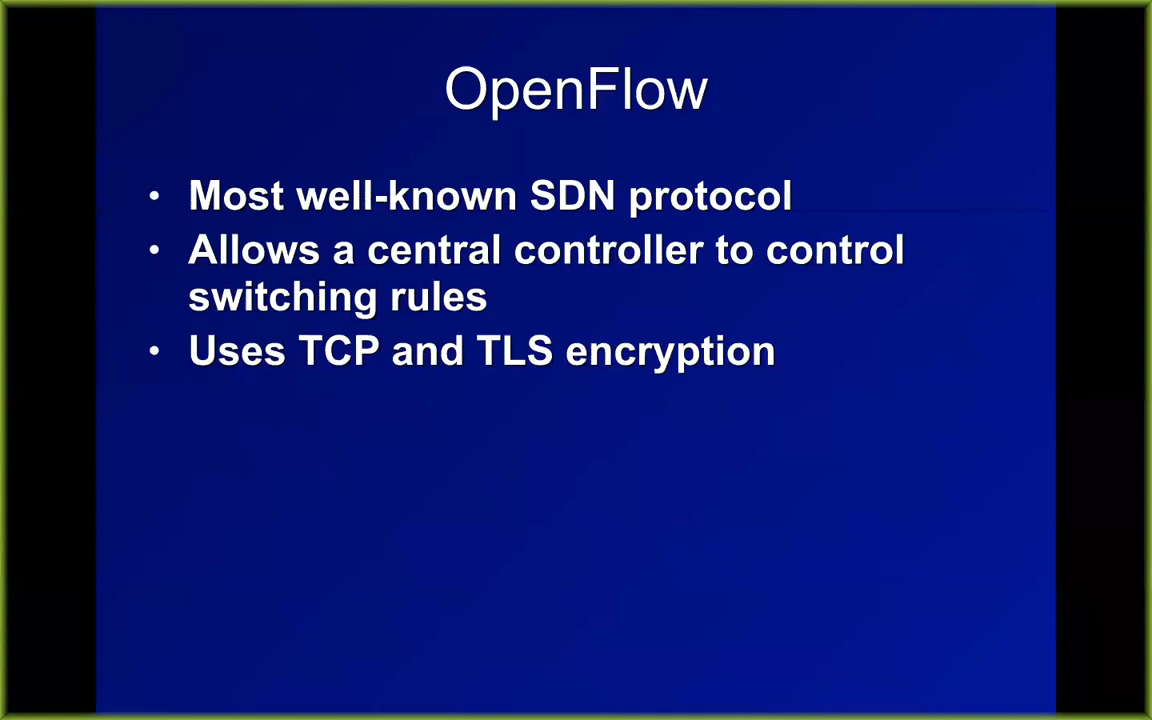 OpenFlow
• Most well-known SDN protocol
• Allows a central controller to control
switching rules
• Uses TCP and TLS encryption